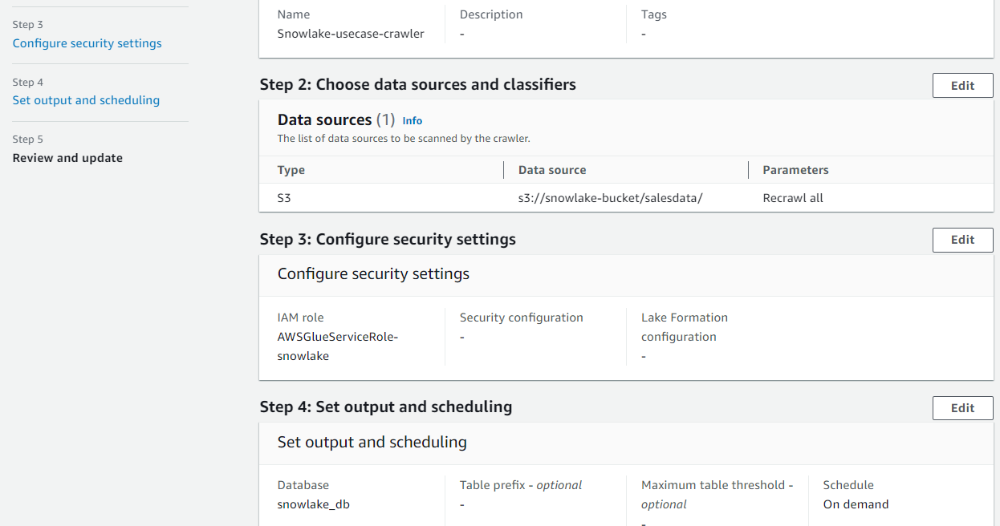 Step 3
Configure security settings
Step 4
Set output and scheduling
Step 5
Review and update
Name
Description
Tags
Snowlake-usecase-crawler
-
-
Step 2: Choose data sources and classifiers
Edit
Data sources (1) Info
The list of data sources to be scanned by the crawler.
Type
Data source
Parameters
S3
s3://snowlake-bucket/salesdata/
Recrawl all
Step 3: Configure security settings
Edit
Configure security settings
IAM role
AWSGlueServiceRole-
snowlake
Security configuration
-
Lake Formation
configuration
-
Step 4: Set output and scheduling
Edit
Set output and scheduling
Database
snowlake_db
Table prefix - optional
-
Maximum table threshold -
optional
-
Schedule
On demand